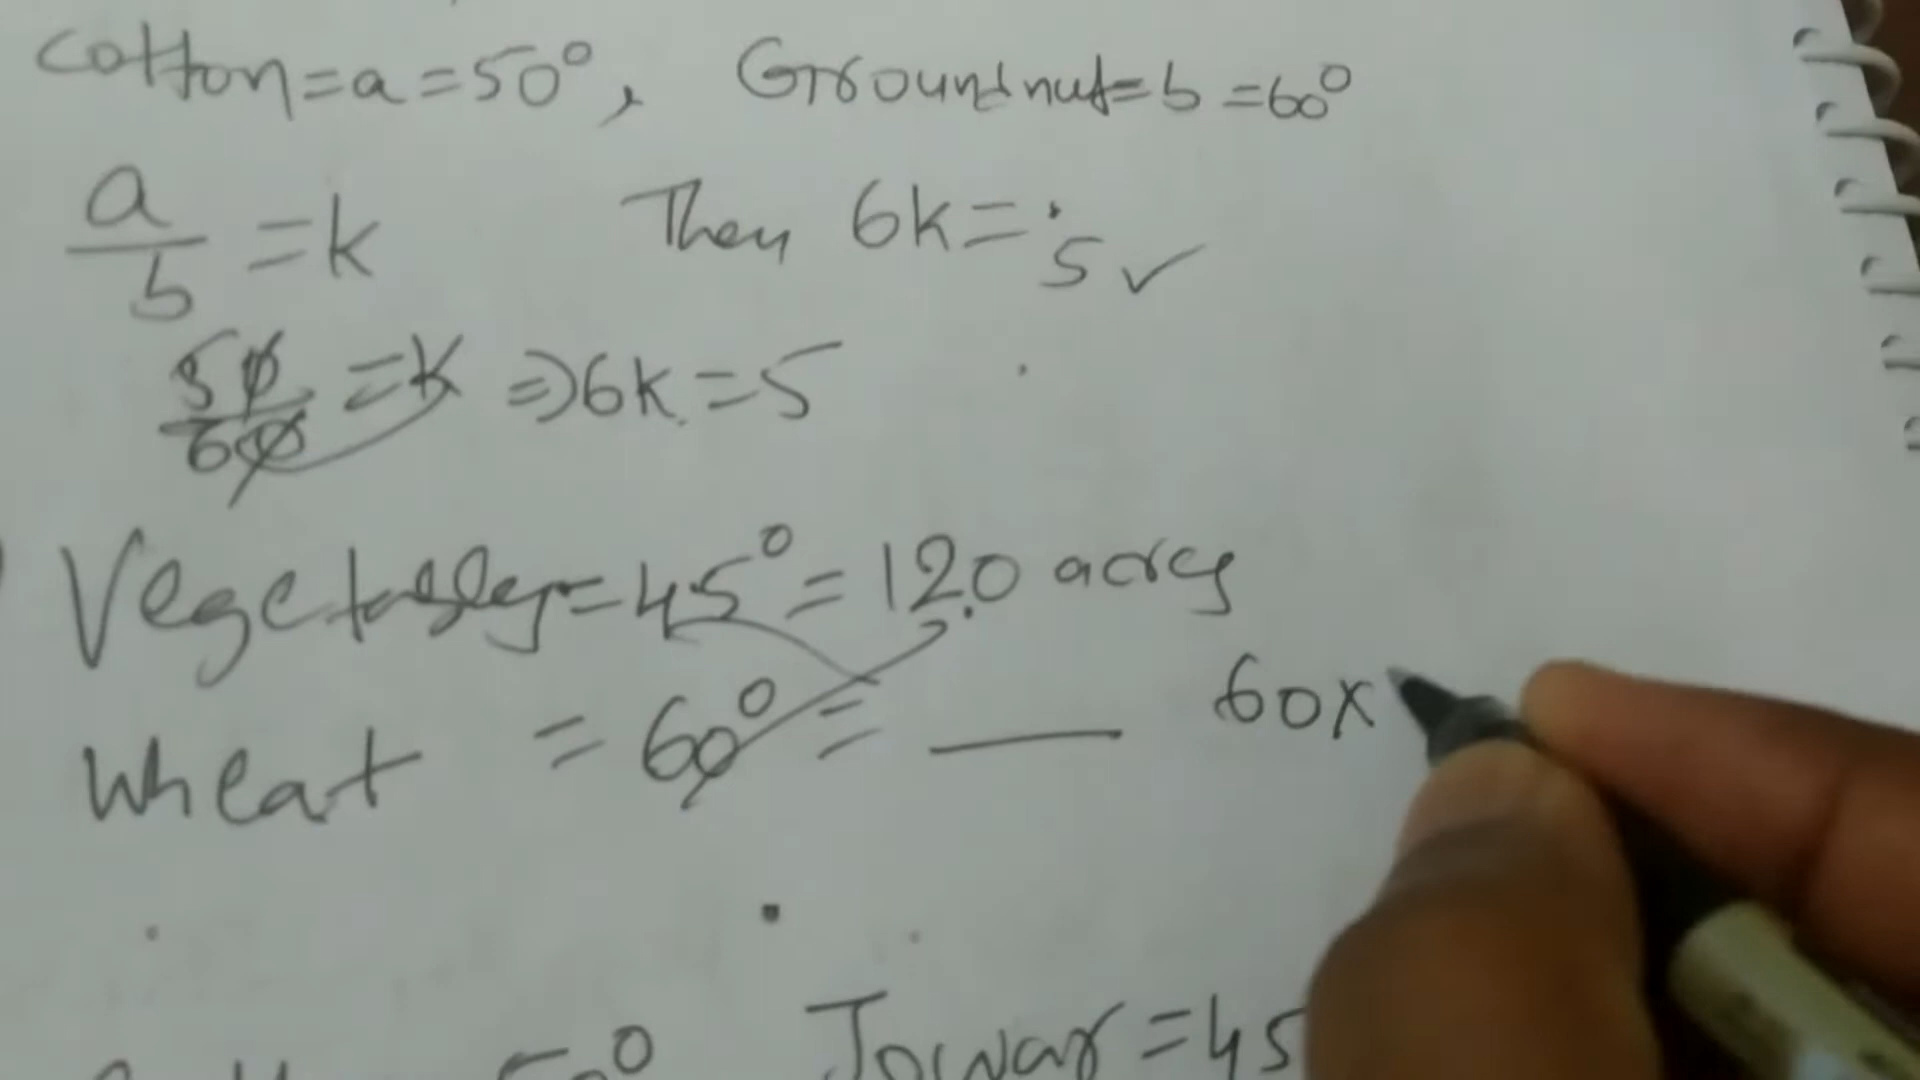 Cotton = a = 50°, Groundnut = b = 60°
a/b = k Then 6k = 5 ✓
50/60 = k ⇒ 6k = 5
= 45° = 120 acres
Wheat = 60° = ___ 60x
Jowar = 45